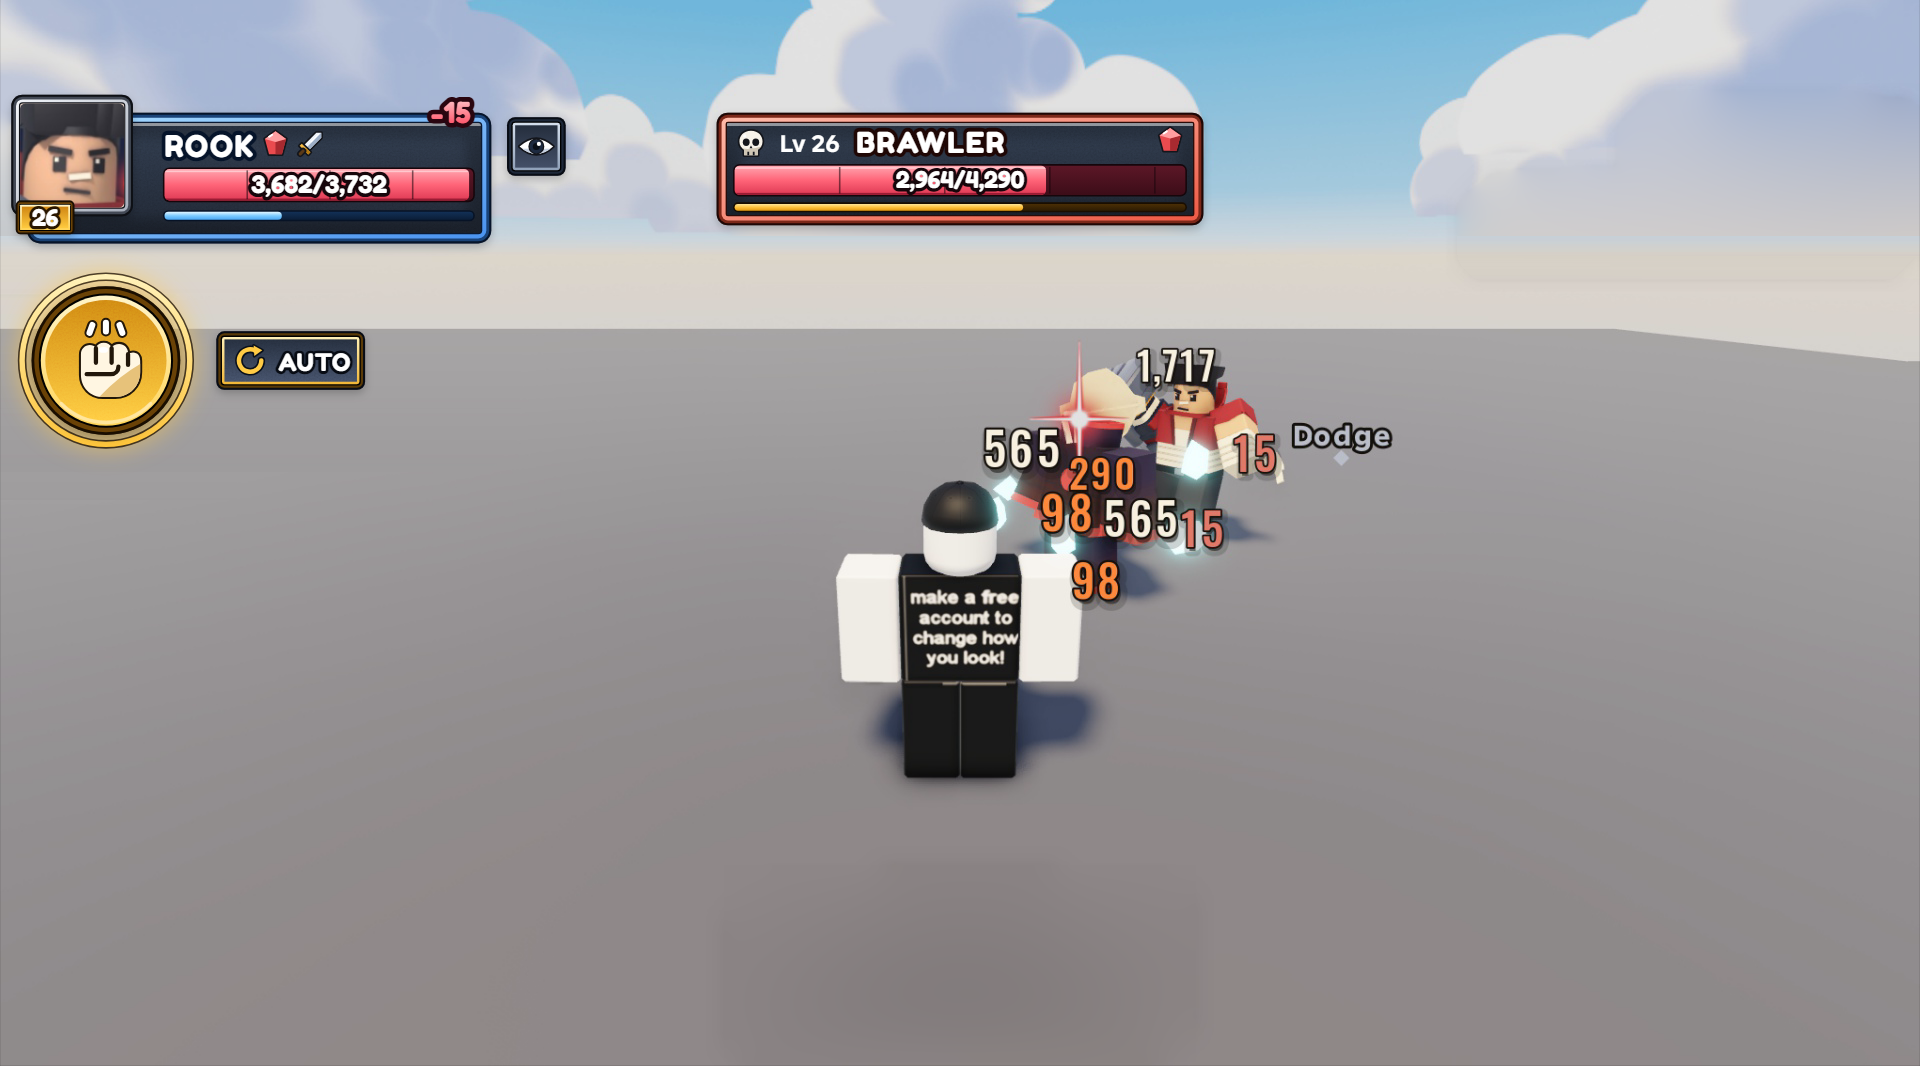 -15
ROOK
3,682/3,732
26
Lv 26 BRAWLER
2,964/4,290
AUTO
1,717
Dodge
565
15
290
98
565
15
98
make a free
account to
change how
you look!